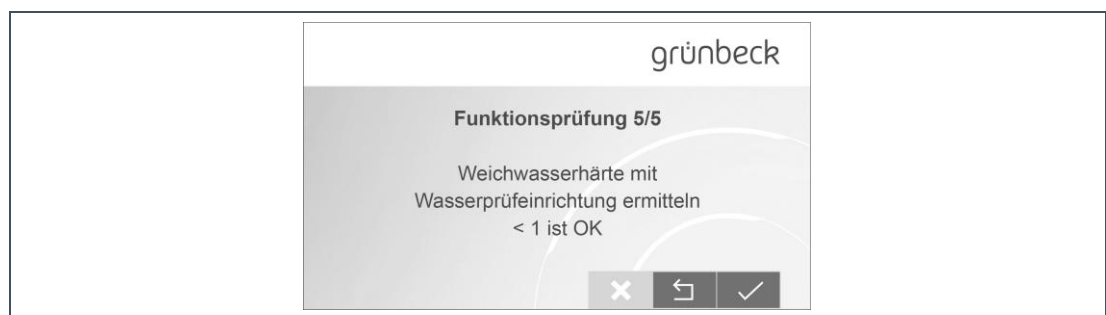 grünbeck
Funktionsprüfung 5/5
Weichwasserhärte mit
Wasserprüfeinrichtung ermitteln
< 1 ist OK